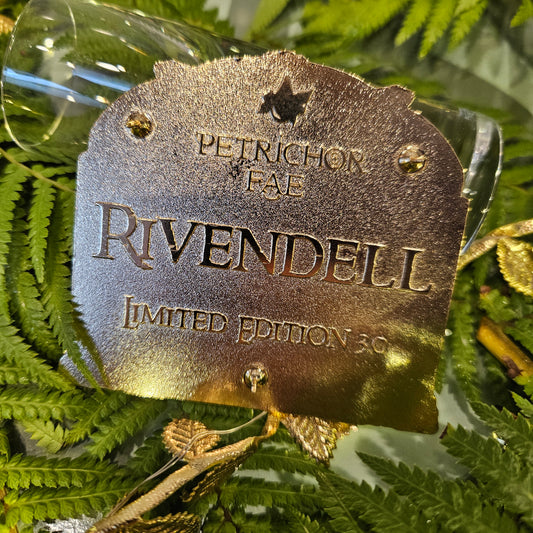 PETRICHOR
FAE
RIVENDELL
LIMITED EDITION 30